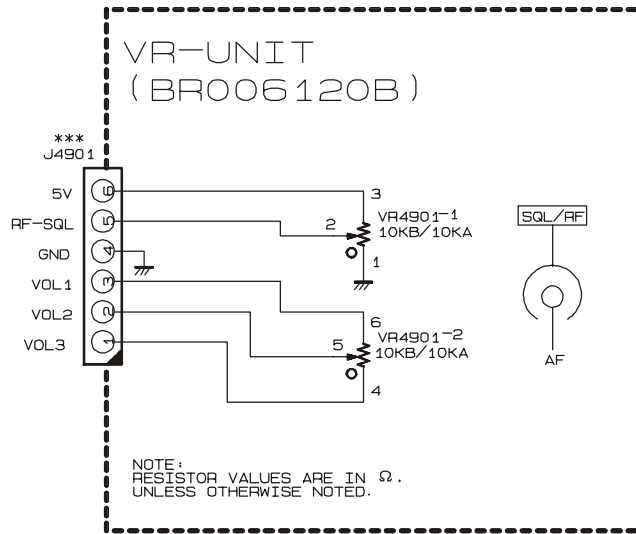 VR-UNIT
(BR006120B)
***
J4901
5V
6
3
RF-SQL
5
2
VR4901-1
10KB/10KA
SQL/RF
GND
4
1
VOL1
3
6
VOL2
2
5
VR4901-2
10KB/10KA
VOL3
1
4
AF
NOTE:
RESISTOR VALUES ARE IN Ω.
UNLESS OTHERWISE NOTED.